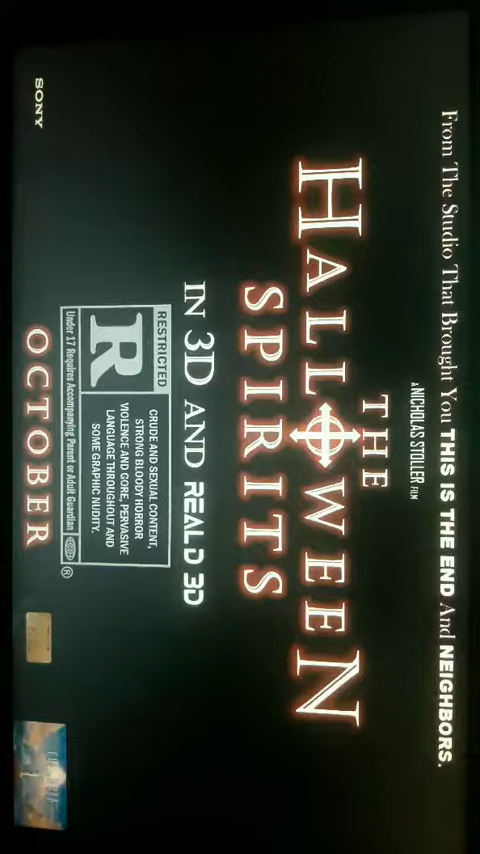 From The Studio That Brought You THIS IS THE END And NEIGHBORS.
A NICHOLAS STOLLER FILM
THE
HALLOWEEN
SPIRITS
IN 3D AND REAL D 3D
RESTRICTED
R
CRUDE AND SEXUAL CONTENT,
STRONG BLOODY HORROR
VIOLENCE AND GORE, PERVASIVE
LANGUAGE THROUGHOUT AND
SOME GRAPHIC NUDITY.
Under 17 Requires Accompanying Parent or Adult Guardian
®
SONY
OCTOBER